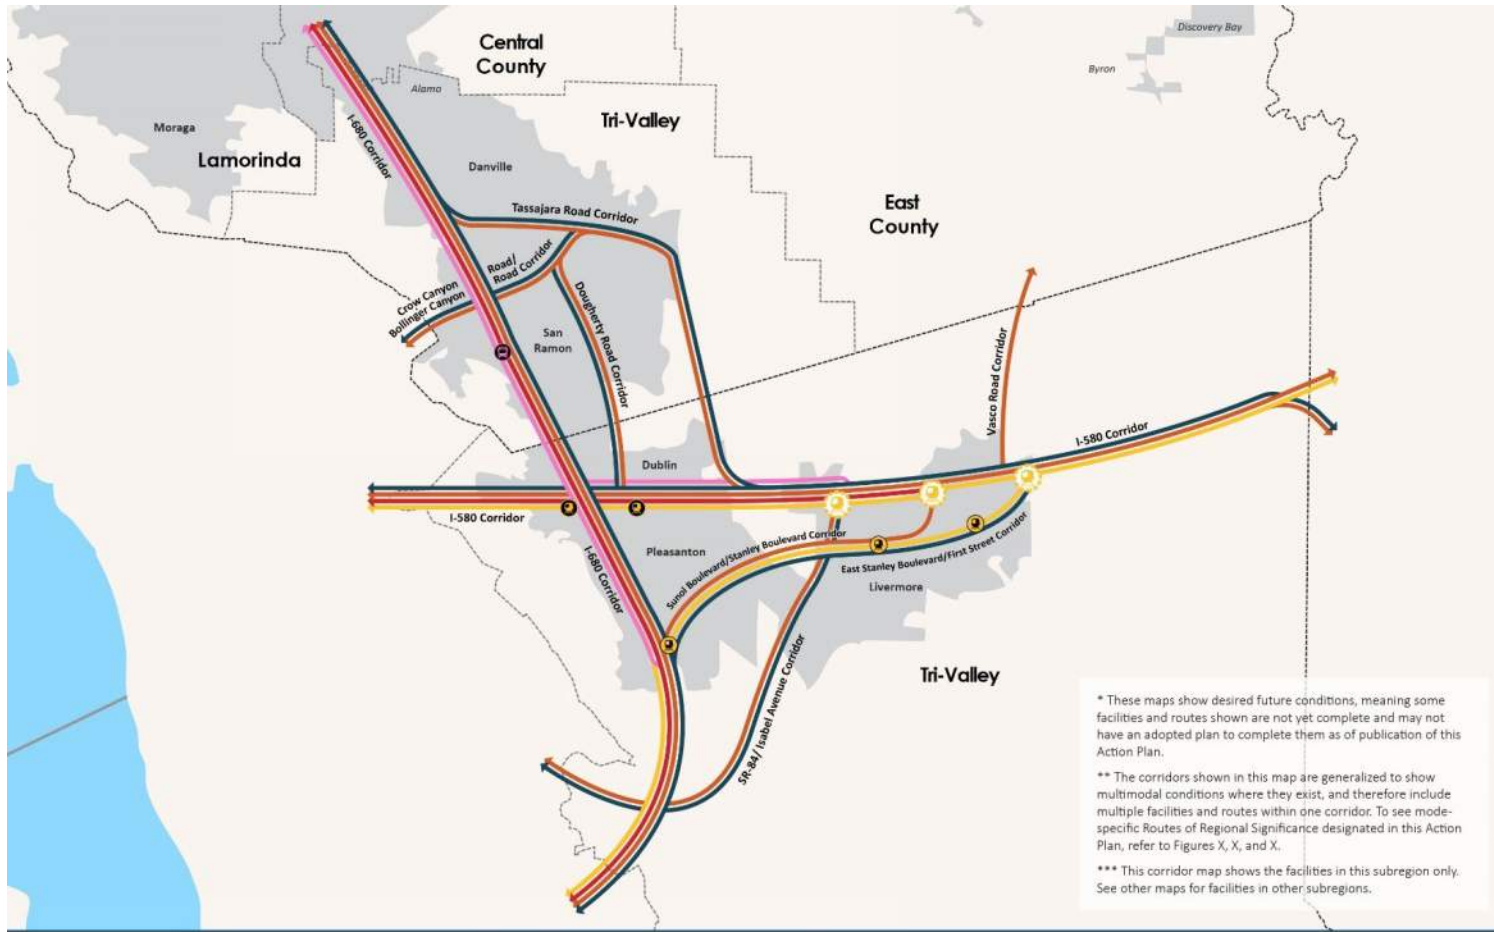 Discovery Bay
Central
County
Byron
Alamo
Tri-Valley
Moraga
I-680 Corridor
Lamorinda
Danville
East
County
Tassajara Road Corridor
Crow Canyon Road/
Bollinger Canyon Road Corridor
Dougherty Road Corridor
San
Ramon
Vasco Road Corridor
I-580 Corridor
Dublin
I-580 Corridor
Pleasanton
I-680 Corridor
Sunol Boulevard/Stanley Boulevard Corridor
East Stanley Boulevard/First Street Corridor
Livermore
SR-84/ Isabel Avenue Corridor
Tri-Valley
* These maps show desired future conditions, meaning some
facilities and routes shown are not yet complete and may not
have an adopted plan to complete them as of publication of this
Action Plan.
** The corridors shown in this map are generalized to show
multimodal conditions where they exist, and therefore include
multiple facilities and routes within one corridor. To see mode-
specific Routes of Regional Significance designated in this Action
Plan, refer to Figures X, X, and X.
*** This corridor map shows the facilities in this subregion only.
See other maps for facilities in other subregions.